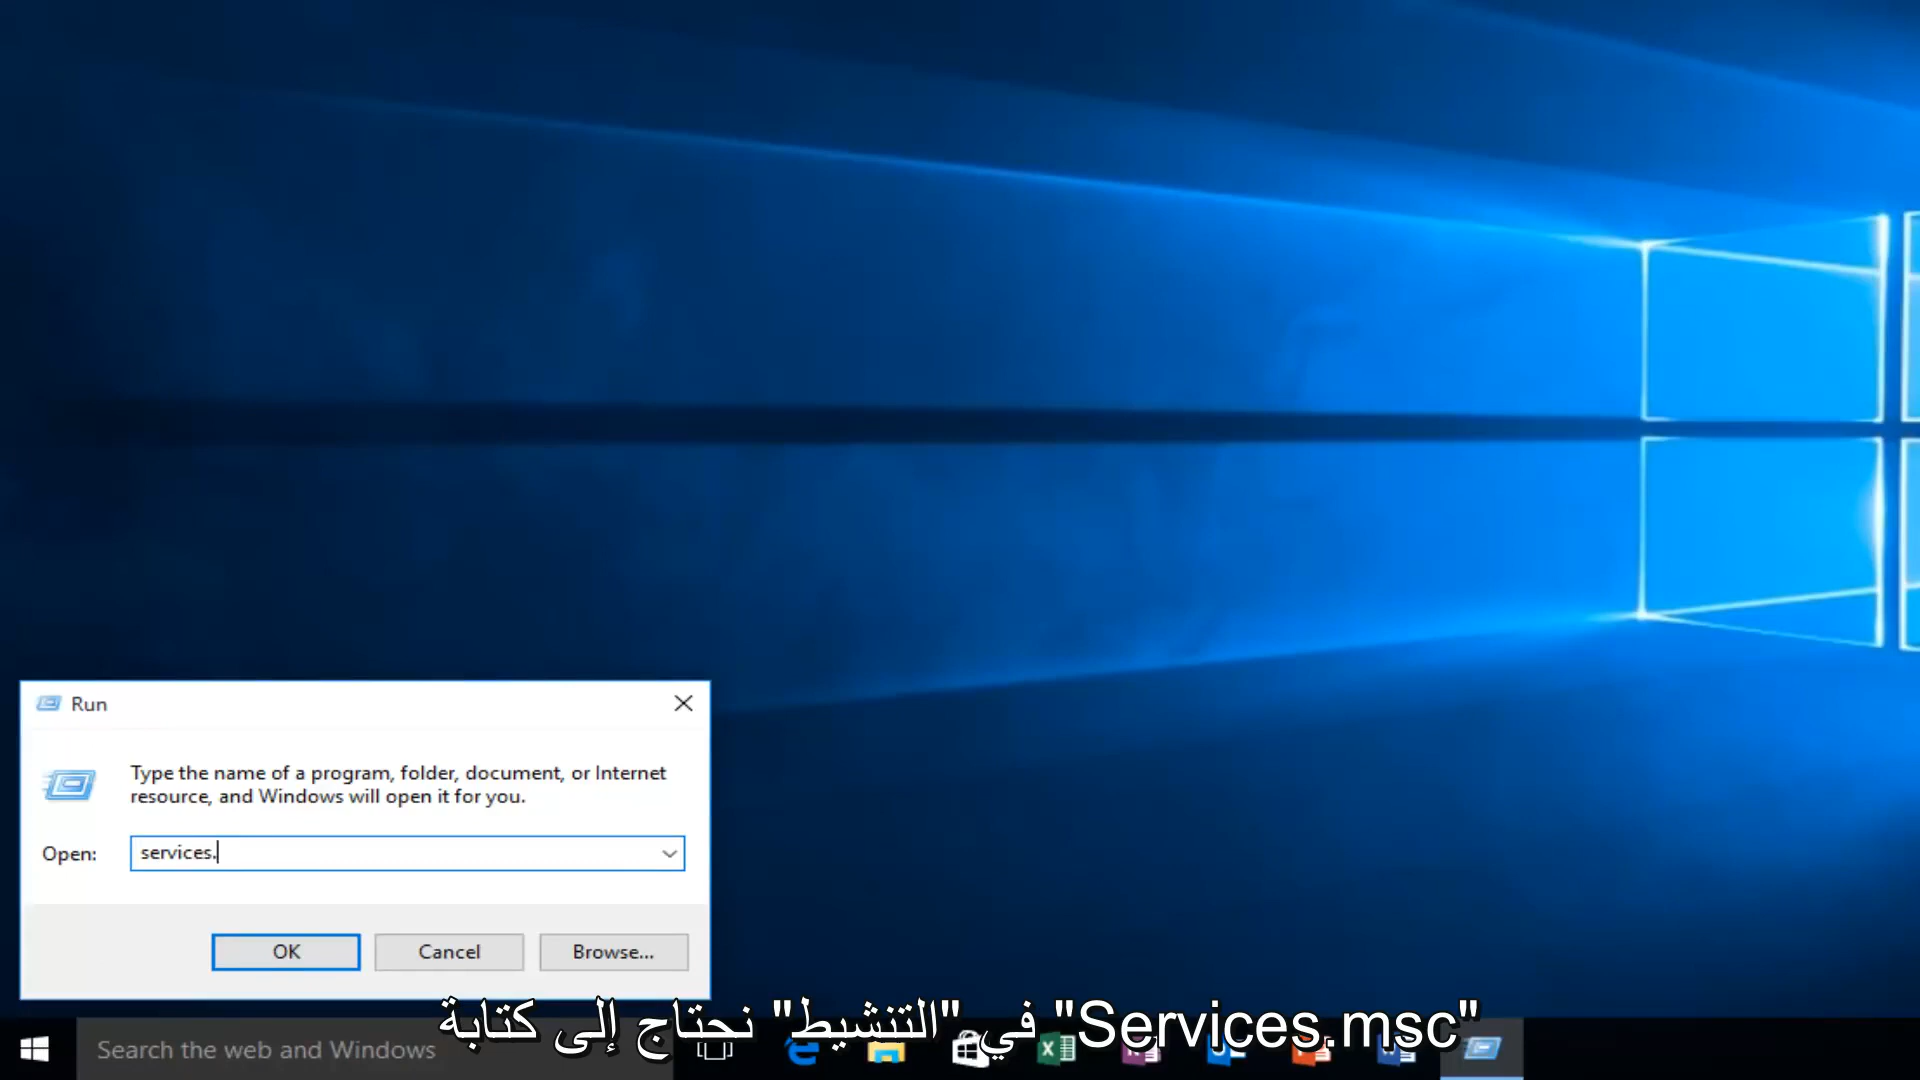 Run
Type the name of a program, folder, document, or Internet
resource, and Windows will open it for you.
Open:
services.
OK
Cancel
Browse...
"Services.msc" في "التنشيط" نحتاج إلى كتابة
Search the web and Windows